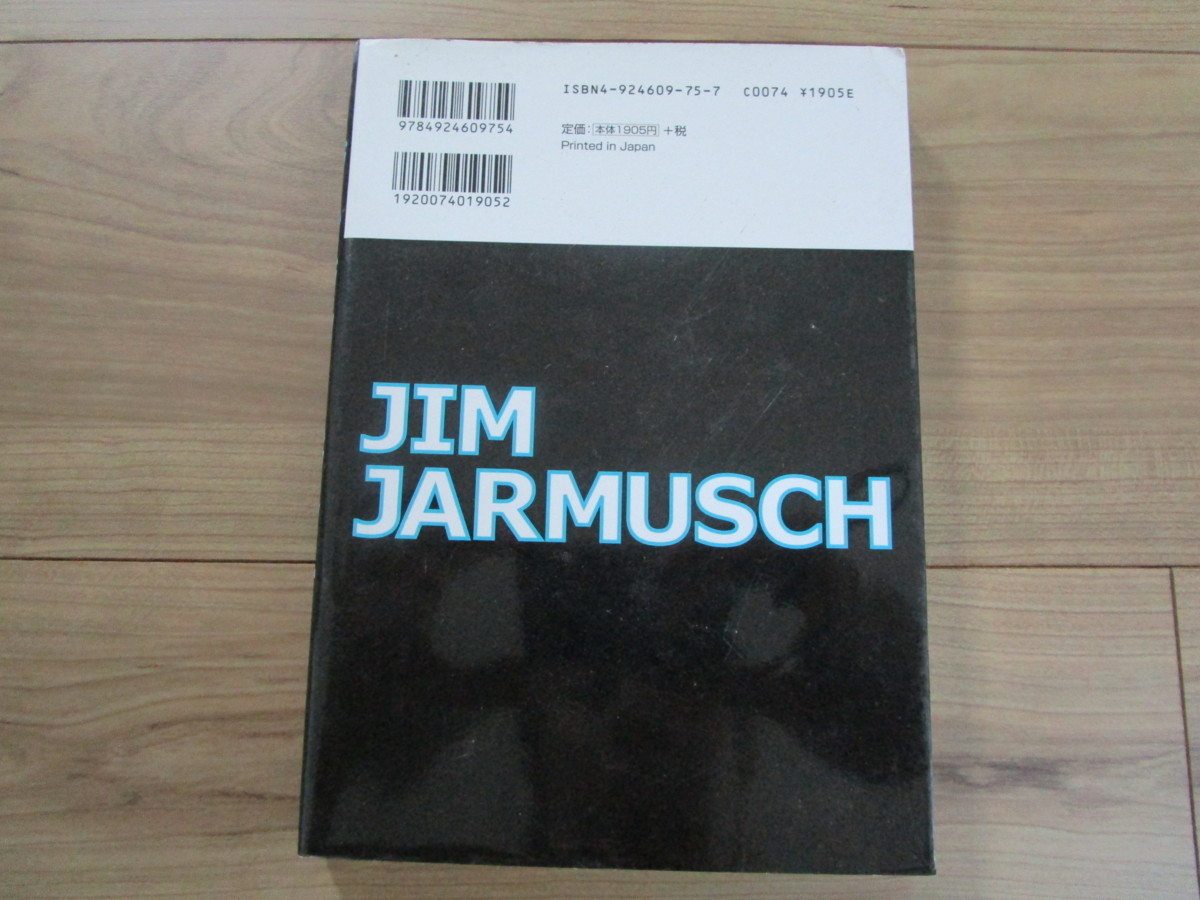 9784924609754
1920074019052
ISBN4-924609-75-7 C0074 ¥1905E
定価：本体1905円＋税
Printed in Japan
JIM
JARMUSCH